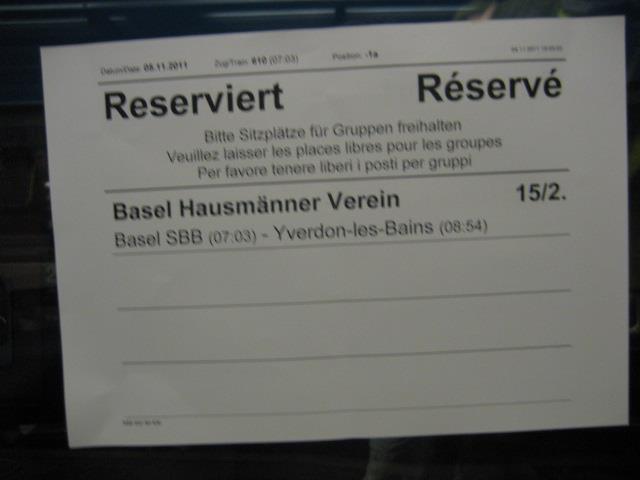 Datum/Date: 08.11.2011 Zug/Train: 610 (07:03) Position: -1a
Reserviert Réservé
Bitte Sitzplätze für Gruppen freihalten
Veuillez laisser les places libres pour les groupes
Per favore tenere liberi i posti per gruppi
Basel Hausmänner Verein 15/2.
Basel SBB (07:03) - Yverdon-les-Bains (08:54)